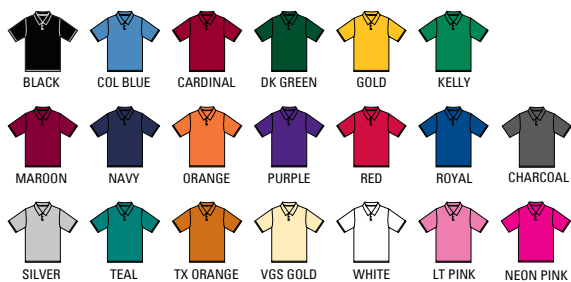 BLACK COL BLUE CARDINAL DK GREEN GOLD KELLY
MAROON NAVY ORANGE PURPLE RED ROYAL CHARCOAL
SILVER TEAL TX ORANGE VGS GOLD WHITE LT PINK NEON PINK